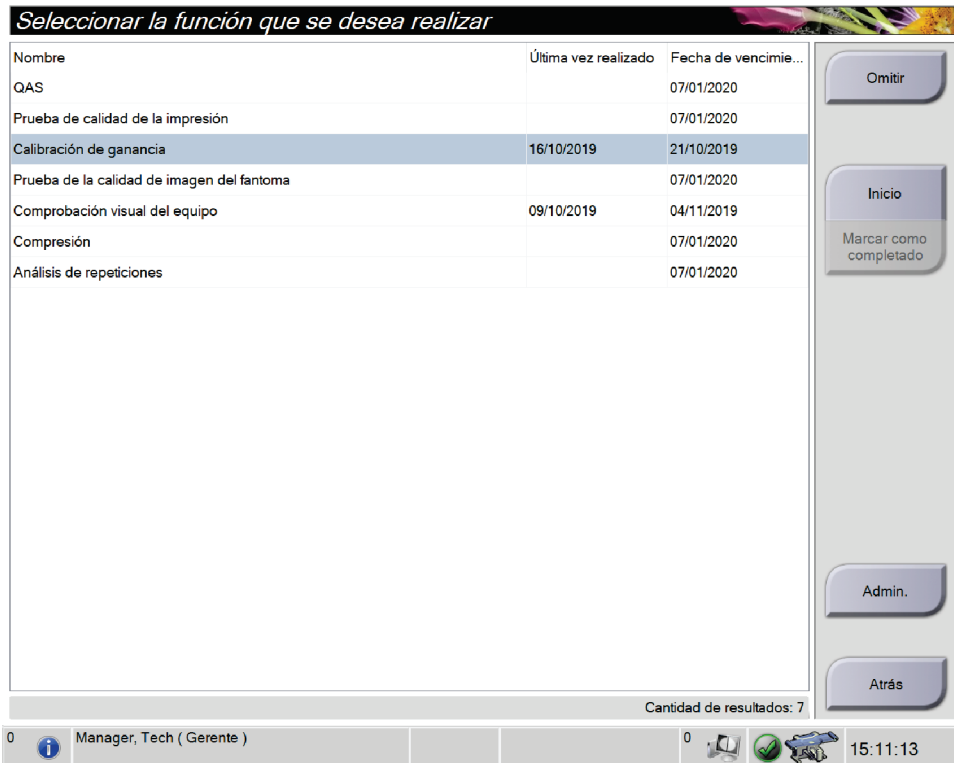 Seleccionar la función que se desea realizar
Nombre Última vez realizado Fecha de vencimie...
QAS 07/01/2020
Prueba de calidad de la impresión 07/01/2020
Calibración de ganancia 16/10/2019 21/10/2019
Prueba de la calidad de imagen del fantoma 07/01/2020
Comprobación visual del equipo 09/10/2019 04/11/2019
Compresión 07/01/2020
Análisis de repeticiones 07/01/2020
Cantidad de resultados: 7
Omitir
Inicio
Marcar como
completado
Admin.
Atrás
0 Manager, Tech ( Gerente ) 0 15:11:13